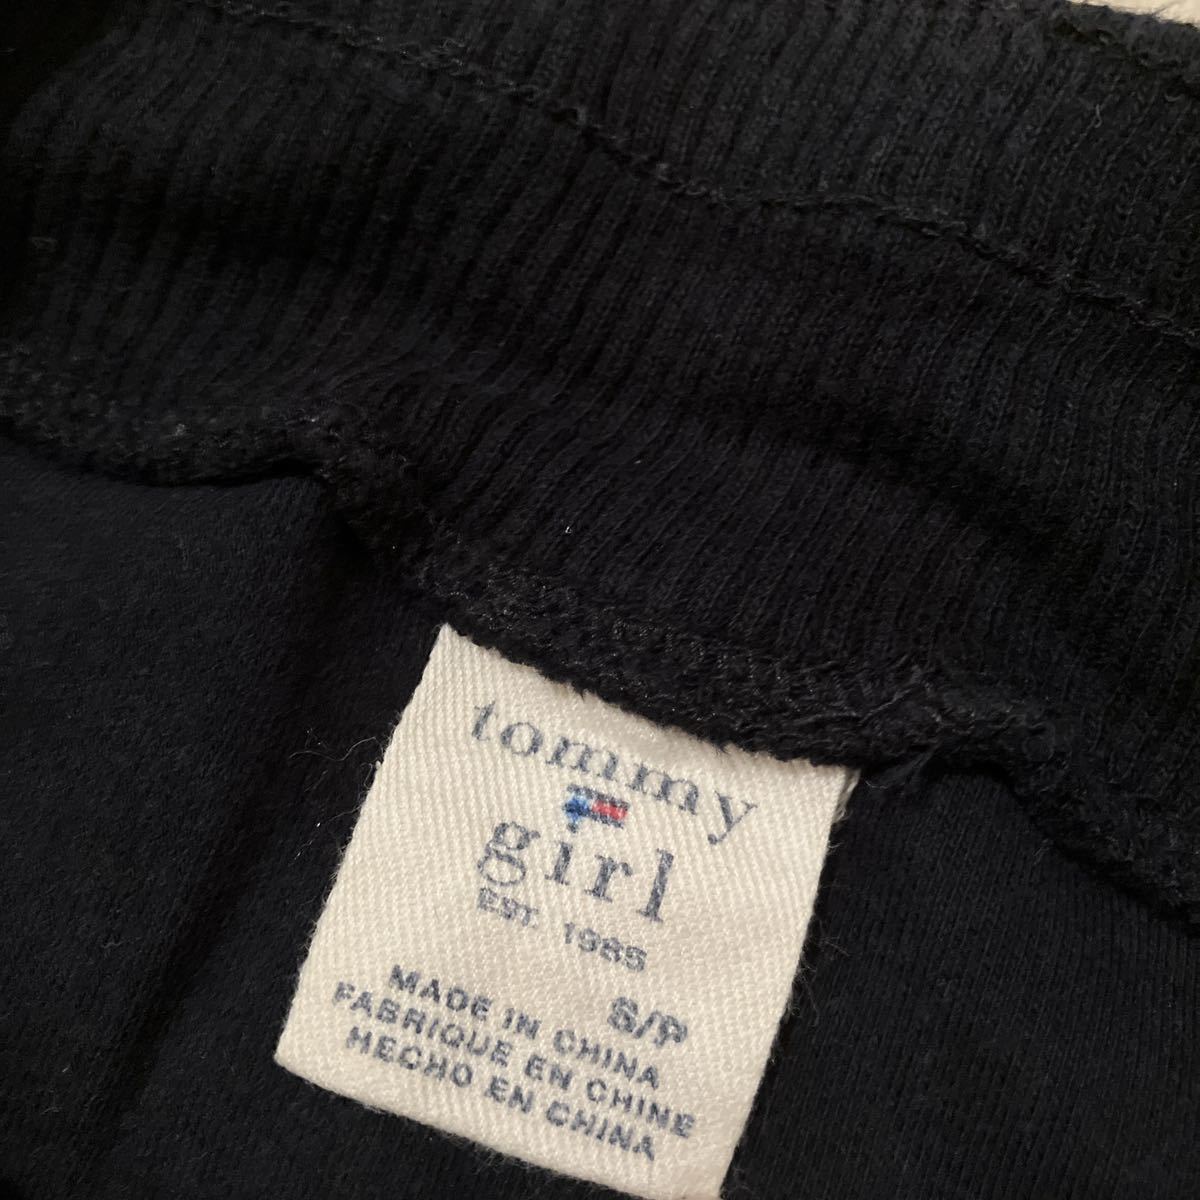 tommy
girl
EST. 1985
S/P
MADE IN CHINA
FABRIQUE EN CHINE
HECHO EN CHINA